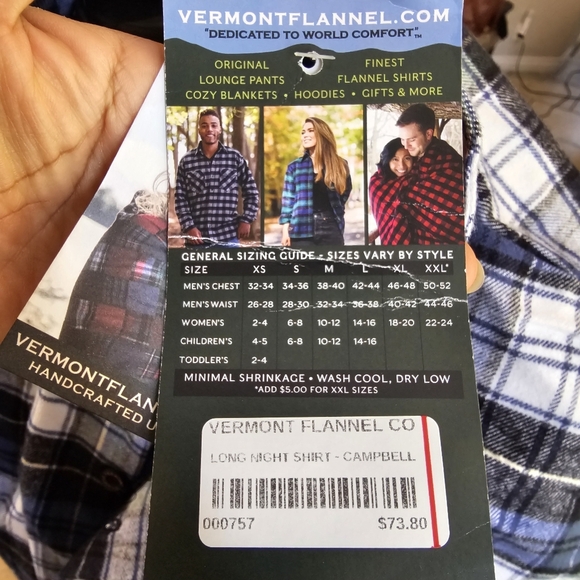 VERMONTFLANNEL.COM
"DEDICATED TO WORLD COMFORT"™
ORIGINAL FINEST
LOUNGE PANTS FLANNEL SHIRTS
COZY BLANKETS • HOODIES • GIFTS & MORE
GENERAL SIZING GUIDE - SIZES VARY BY STYLE
SIZE XS S M L XL XXL*
MEN'S CHEST 32-34 34-36 38-40 42-44 46-48 50-52
MEN'S WAIST 26-28 28-30 32-34 36-38 40-42 44-46
WOMEN'S 2-4 6-8 10-12 14-16 18-20 22-24
CHILDREN'S 4-5 6-8 10-12 14-16
TODDLER'S 2-4
MINIMAL SHRINKAGE • WASH COOL, DRY LOW
*ADD $5.00 FOR XXL SIZES
VERMONT FLANNEL CO
LONG NIGHT SHIRT - CAMPBELL
000757 $73.80
VERMONTFLANN
HANDCRAFTED U